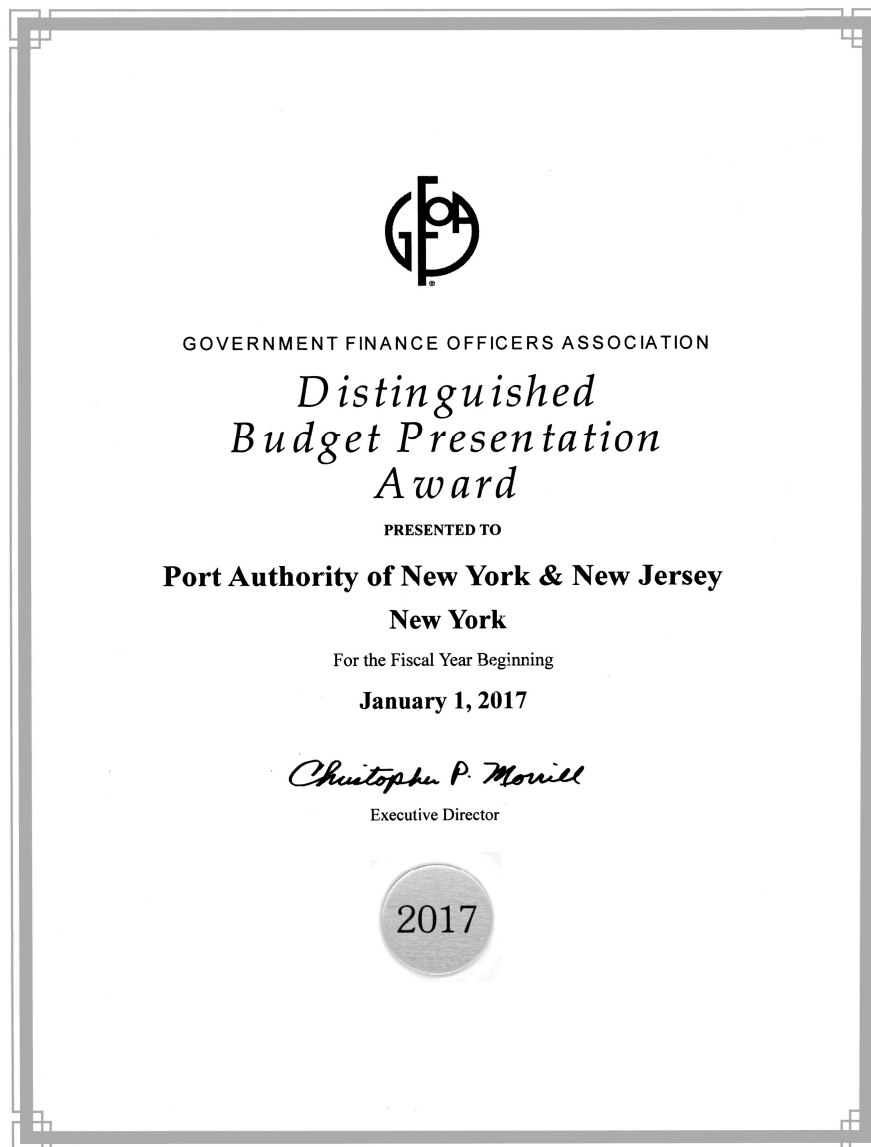 GFOA
®
GOVERNMENT FINANCE OFFICERS ASSOCIATION
Distinguished
Budget Presentation
Award
PRESENTED TO
Port Authority of New York & New Jersey
New York
For the Fiscal Year Beginning
January 1, 2017
Christopher P. Morrill
Executive Director
2017